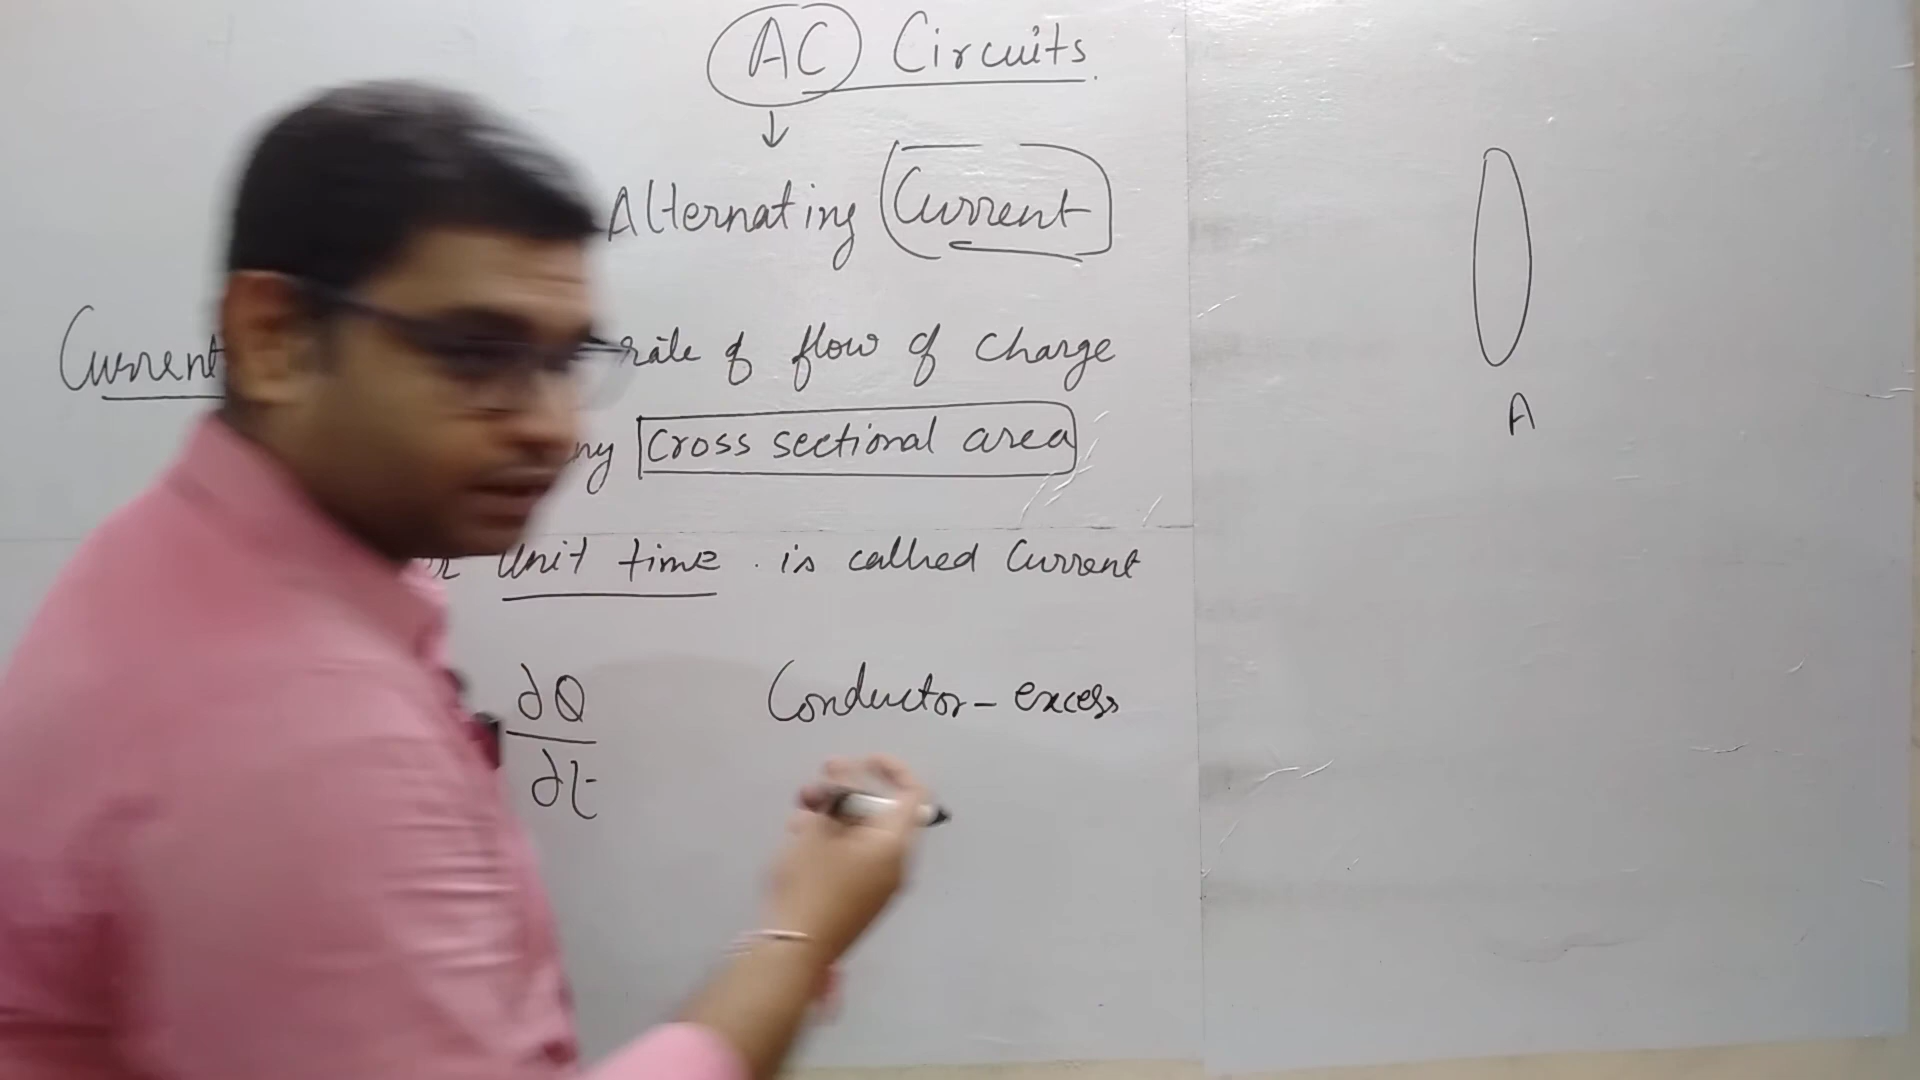 AC Circuits.
↓
Alternating Current
Current rate of flow of charge
cross sectional area
unit time . is called Current
∂Q
∂t
Conductor - excess
A